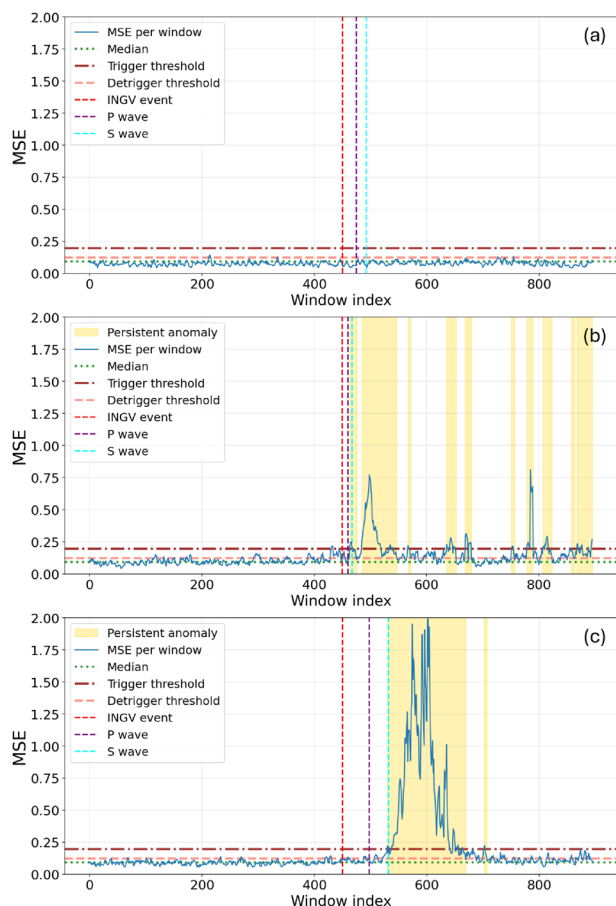 (a)
MSE per window
Median
Trigger threshold
Detrigger threshold
INGV event
P wave
S wave
2.00
1.75
1.50
1.25
1.00
0.75
0.50
0.25
0.00
MSE
0 200 400 600 800
Window index
(b)
Persistent anomaly
MSE per window
Median
Trigger threshold
Detrigger threshold
INGV event
P wave
S wave
2.00
1.75
1.50
1.25
1.00
0.75
0.50
0.25
0.00
MSE
0 200 400 600 800
Window index
(c)
Persistent anomaly
MSE per window
Median
Trigger threshold
Detrigger threshold
INGV event
P wave
S wave
2.00
1.75
1.50
1.25
1.00
0.75
0.50
0.25
0.00
MSE
0 200 400 600 800
Window index